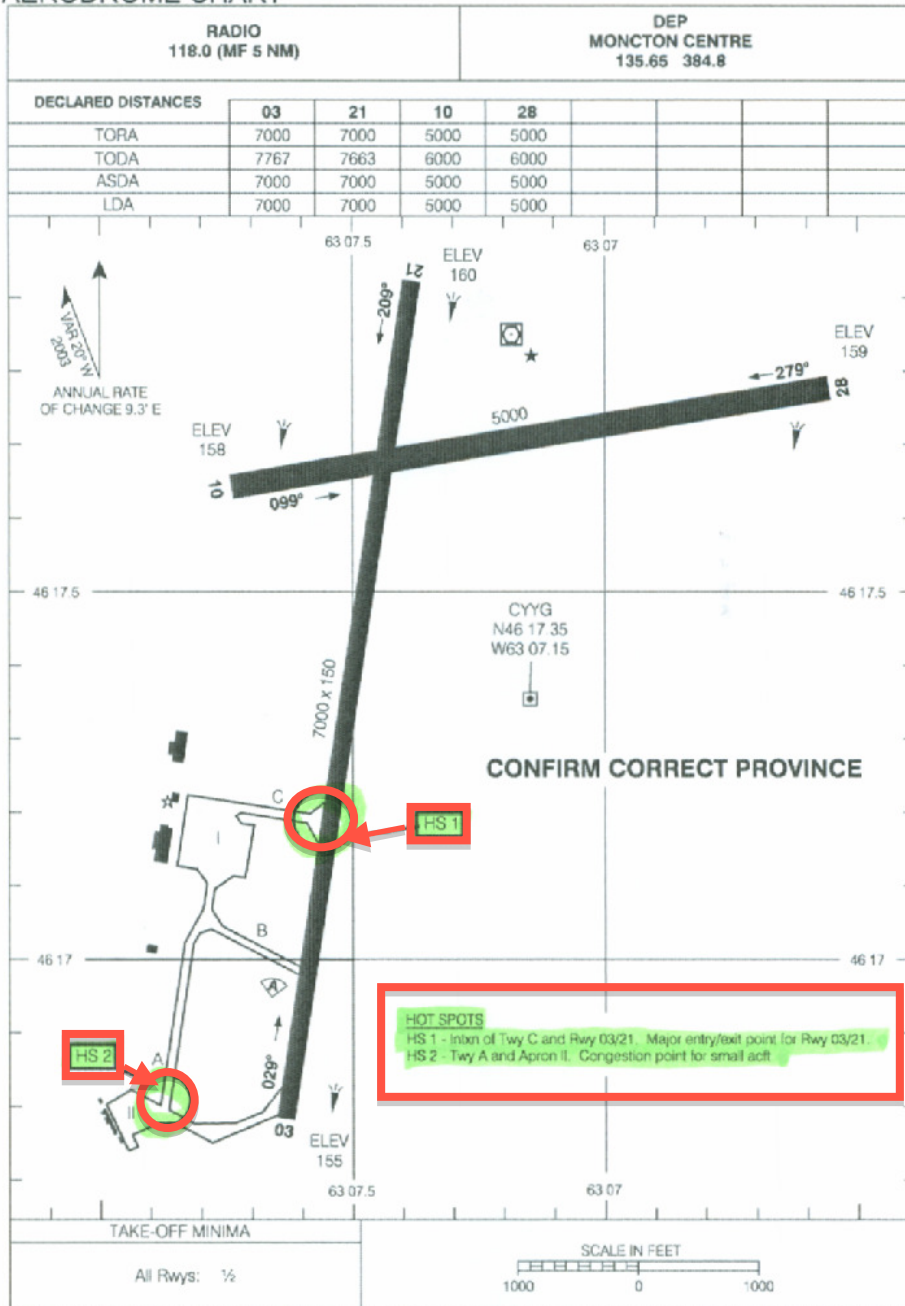 AERODROME CHART
RADIO
118.0 (MF 5 NM)
DEP
MONCTON CENTRE
135.65 384.8
DECLARED DISTANCES 03 21 10 28
TORA 7000 7000 5000 5000
TODA 7767 7663 6000 6000
ASDA 7000 7000 5000 5000
LDA 7000 7000 5000 5000
63 07.5
63 07
ELEV
160
21
209°
VAR 20° W
2003
ANNUAL RATE
OF CHANGE 9.3' E
ELEV
159
279°
28
5000
ELEV
158
10
099°
46 17.5
46 17.5
CYYG
N46 17.35
W63 07.15
7000 x 150
CONFIRM CORRECT PROVINCE
C
HS 1
I
B
46 17
46 17
A
HOT SPOTS
HS 1 - Intxn of Twy C and Rwy 03/21. Major entry/exit point for Rwy 03/21.
HS 2 - Twy A and Apron II. Congestion point for small acft
HS 2
A
029°
II
03
ELEV
155
63 07.5
63 07
TAKE-OFF MINIMA
All Rwys: ½
SCALE IN FEET
1000 0 1000